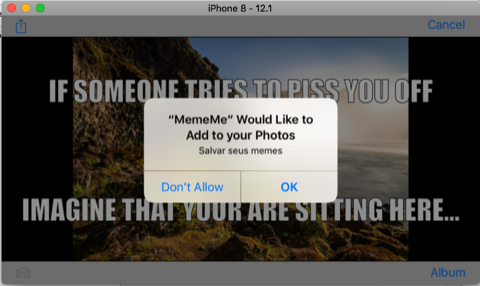 iPhone 8 - 12.1
Cancel
IF SOMEONE TRIES TO PISS YOU OFF
“MemeMe” Would Like to
Add to your Photos
Salvar seus memes
Don't Allow
OK
IMAGINE THAT YOUR ARE SITTING HERE...
Album